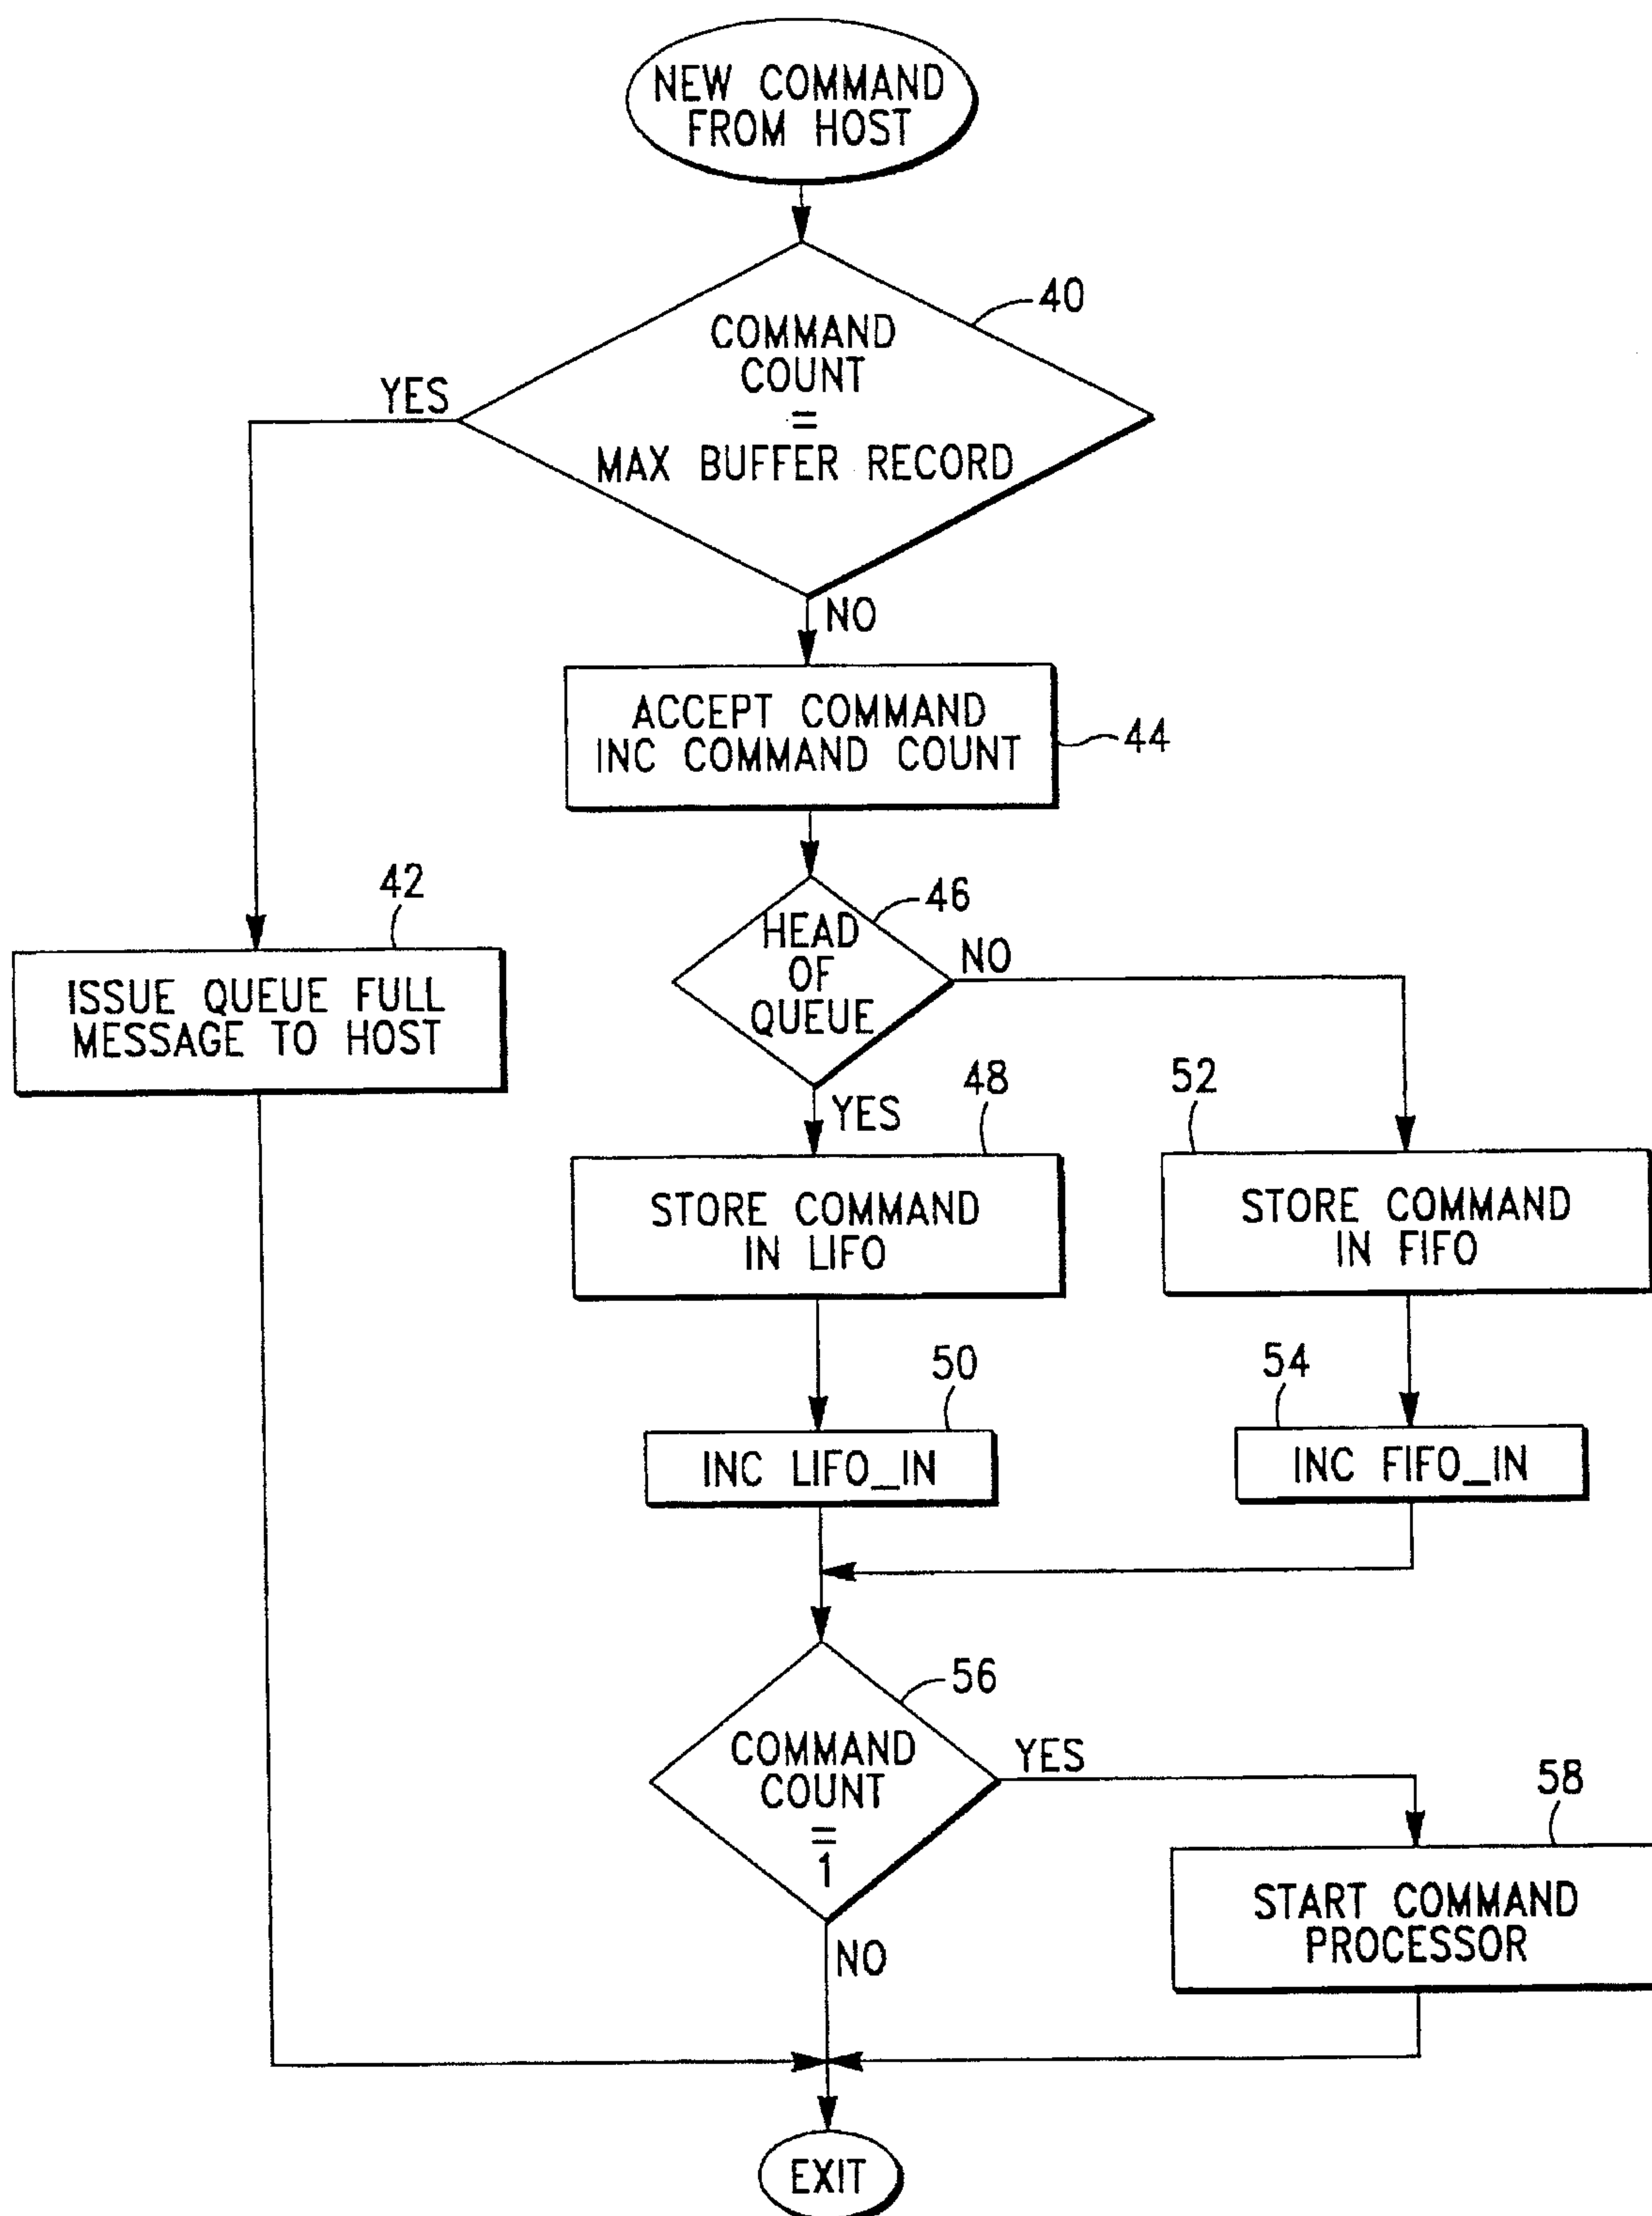 NEW COMMAND
FROM HOST
40
COMMAND
COUNT
=
MAX BUFFER RECORD
YES
NO
ACCEPT COMMAND
INC COMMAND COUNT
44
42
ISSUE QUEUE FULL
MESSAGE TO HOST
46
HEAD
OF
QUEUE
NO
YES
48
STORE COMMAND
IN LIFO
52
STORE COMMAND
IN FIFO
50
INC LIFO_IN
54
INC FIFO_IN
56
COMMAND
COUNT
=
1
YES
NO
58
START COMMAND
PROCESSOR
EXIT